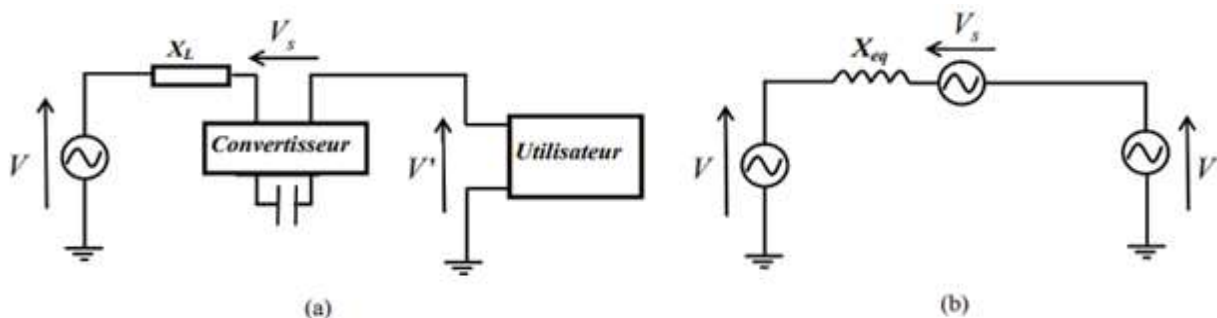 X_L
V_s
V
Convertisseur
V'
Utilisateur
(a)
X_eq
V_s
V
V
(b)